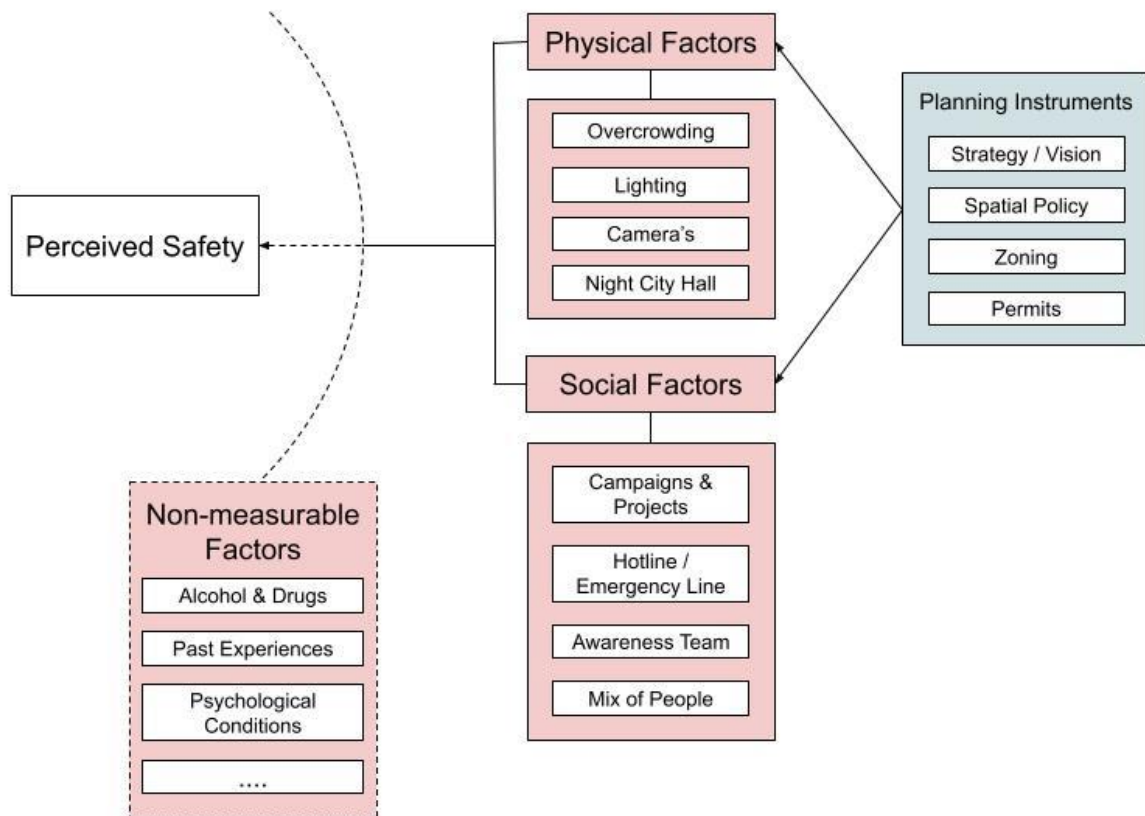 Physical Factors
Overcrowding
Lighting
Camera’s
Night City Hall
Planning Instruments
Strategy / Vision
Spatial Policy
Zoning
Permits
Perceived Safety
Social Factors
Campaigns &
Projects
Hotline /
Emergency Line
Awareness Team
Mix of People
Non-measurable
Factors
Alcohol & Drugs
Past Experiences
Psychological
Conditions
....